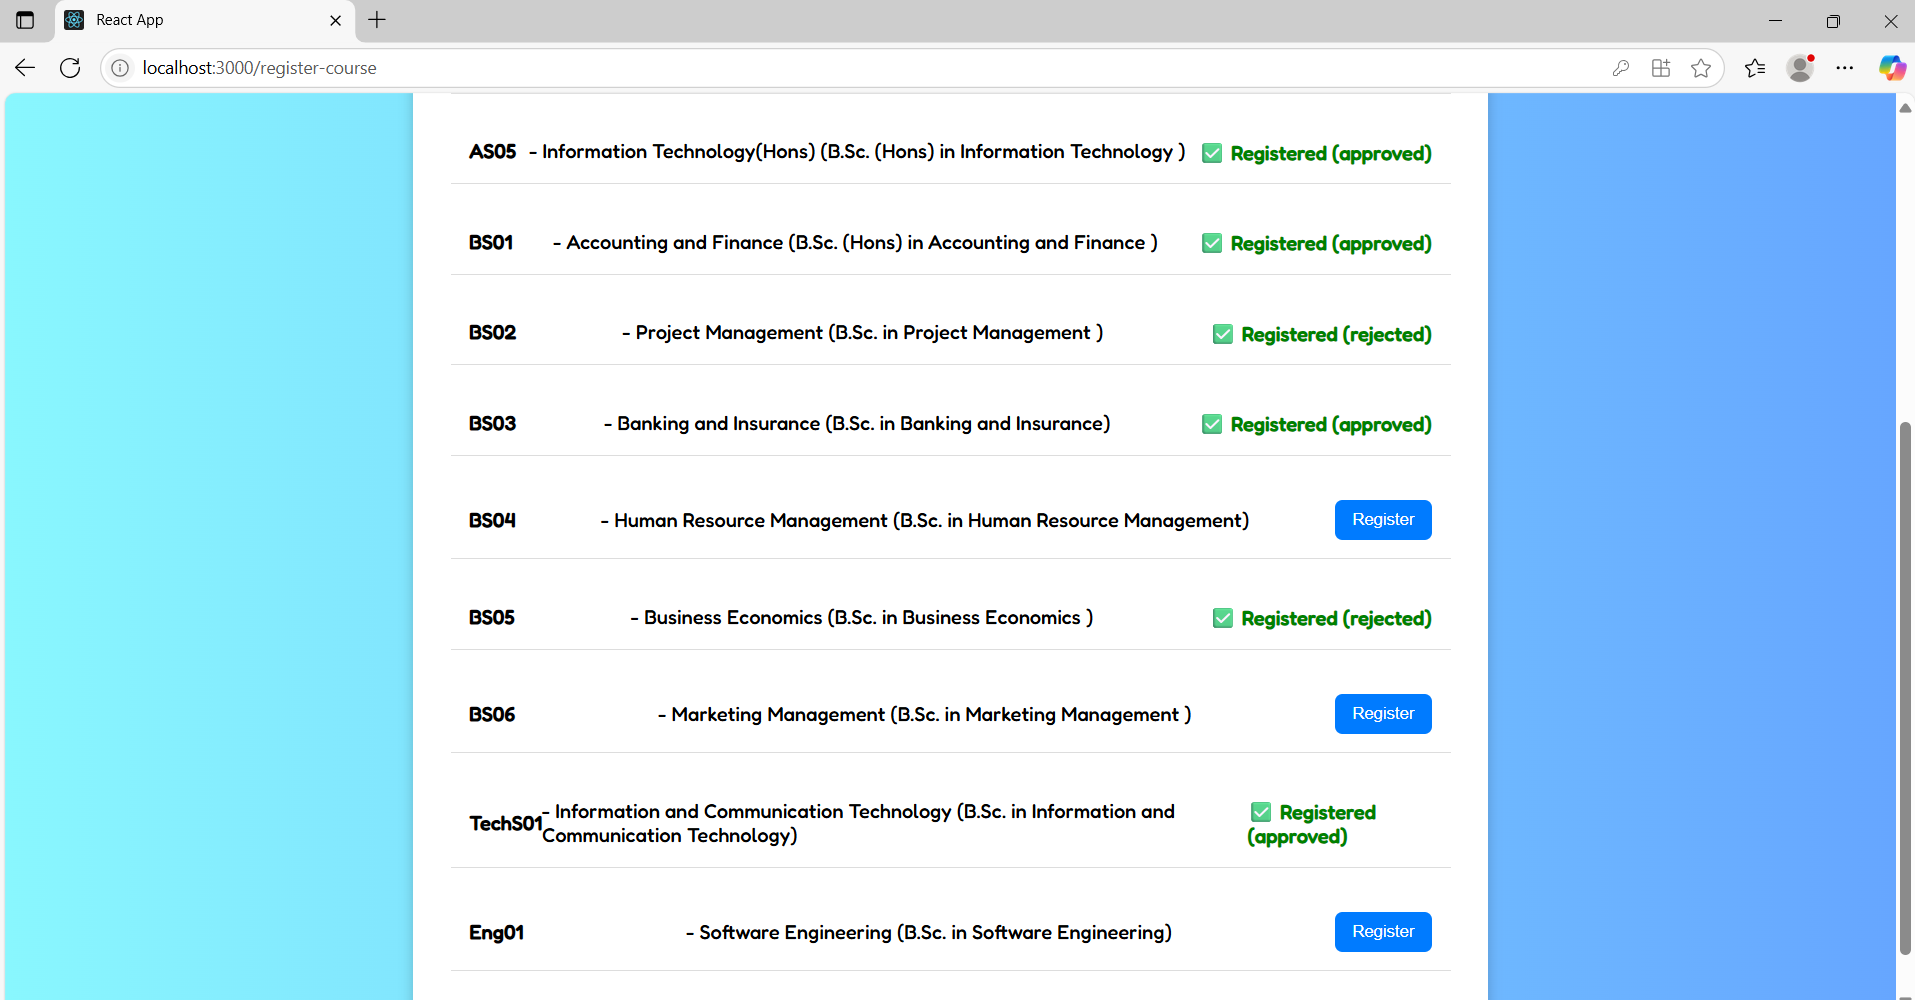 React App
localhost:3000/register-course
AS05 - Information Technology(Hons) (B.Sc. (Hons) in Information Technology ) ✅ Registered (approved)
BS01 - Accounting and Finance (B.Sc. (Hons) in Accounting and Finance ) ✅ Registered (approved)
BS02 - Project Management (B.Sc. in Project Management ) ✅ Registered (rejected)
BS03 - Banking and Insurance (B.Sc. in Banking and Insurance) ✅ Registered (approved)
BS04 - Human Resource Management (B.Sc. in Human Resource Management) Register
BS05 - Business Economics (B.Sc. in Business Economics ) ✅ Registered (rejected)
BS06 - Marketing Management (B.Sc. in Marketing Management ) Register
TechS01 - Information and Communication Technology (B.Sc. in Information and
Communication Technology)
✅ Registered
(approved)
Eng01 - Software Engineering (B.Sc. in Software Engineering) Register